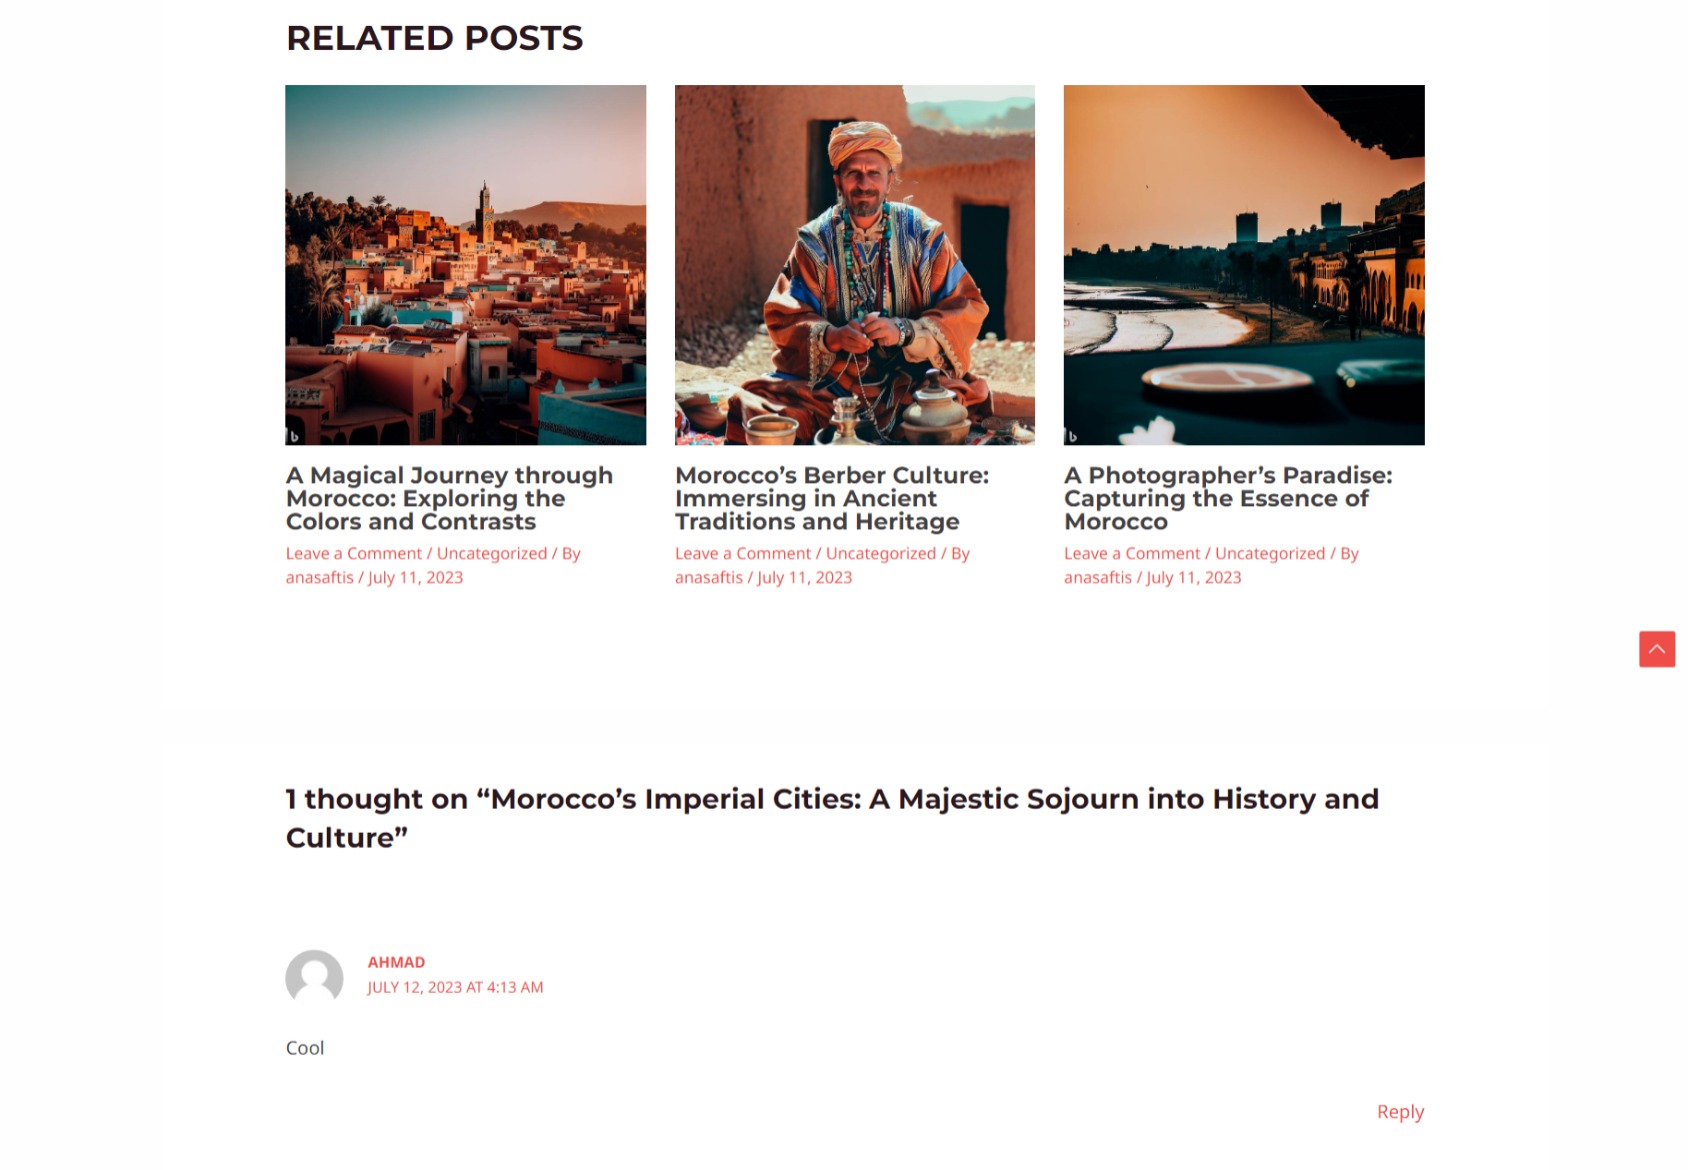 RELATED POSTS
A Magical Journey through
Morocco: Exploring the
Colors and Contrasts
Leave a Comment / Uncategorized / By
anasaftis / July 11, 2023
Morocco’s Berber Culture:
Immersing in Ancient
Traditions and Heritage
Leave a Comment / Uncategorized / By
anasaftis / July 11, 2023
A Photographer’s Paradise:
Capturing the Essence of
Morocco
Leave a Comment / Uncategorized / By
anasaftis / July 11, 2023
1 thought on “Morocco’s Imperial Cities: A Majestic Sojourn into History and
Culture”
AHMAD
JULY 12, 2023 AT 4:13 AM
Cool
Reply